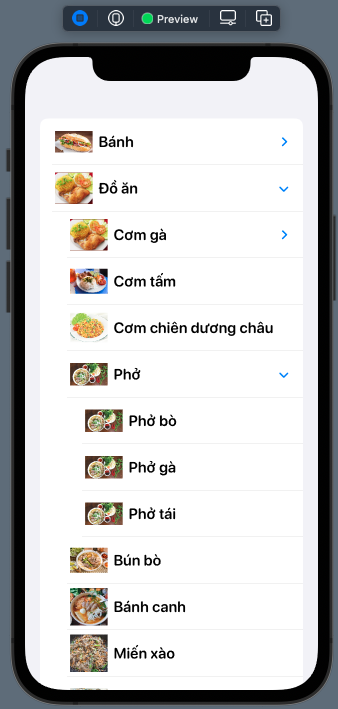 Preview
Bánh
Đồ ăn
Cơm gà
Cơm tấm
Cơm chiên dương châu
Phở
Phở bò
Phở gà
Phở tái
Bún bò
Bánh canh
Miến xào